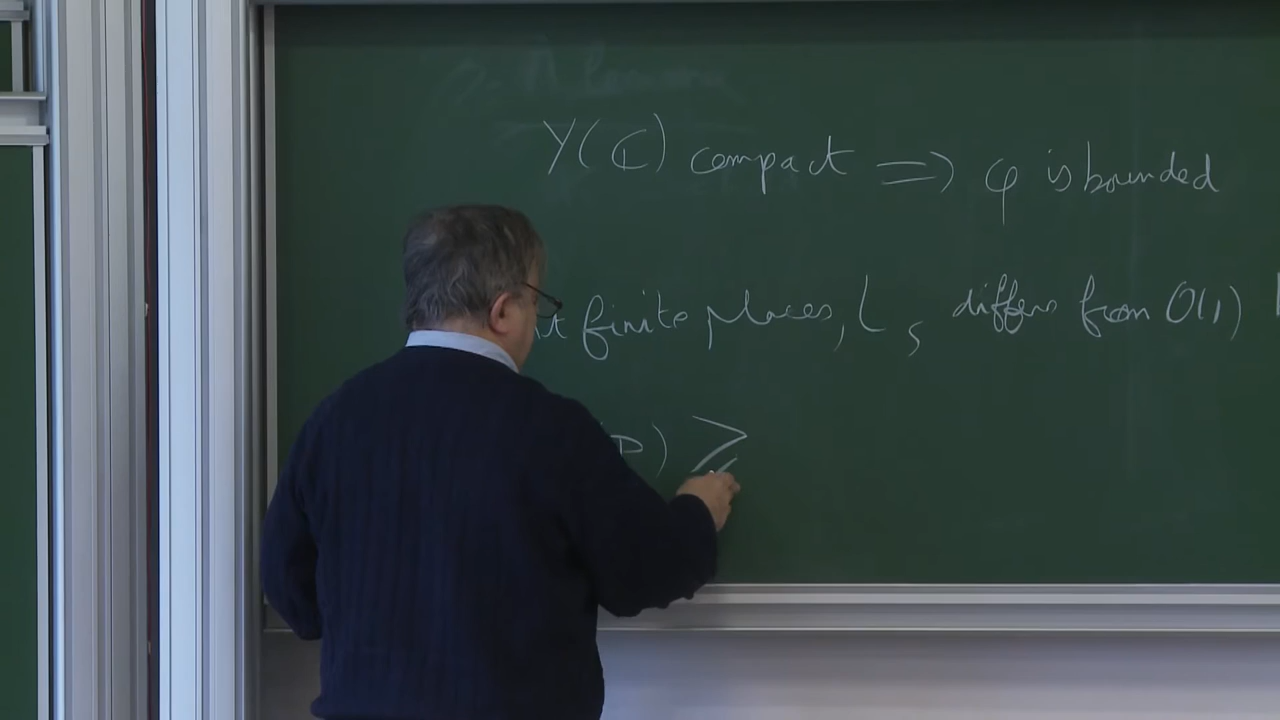 Y(ℂ) compact ⇒ φ is bounded
finite places, L, s differs from O(1)
P) ≥